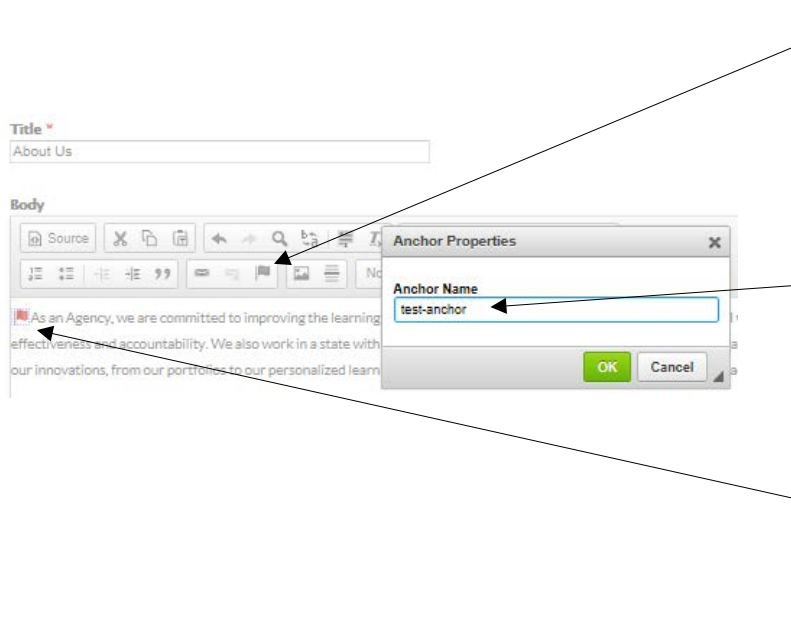 Title *
About Us
Body
Source
Anchor Properties
Anchor Name
test-anchor
OK Cancel
As an Agency, we are committed to improving the learning
effectiveness and accountability. We also work in a state with
our innovations, from our portfolios to our personalized learn